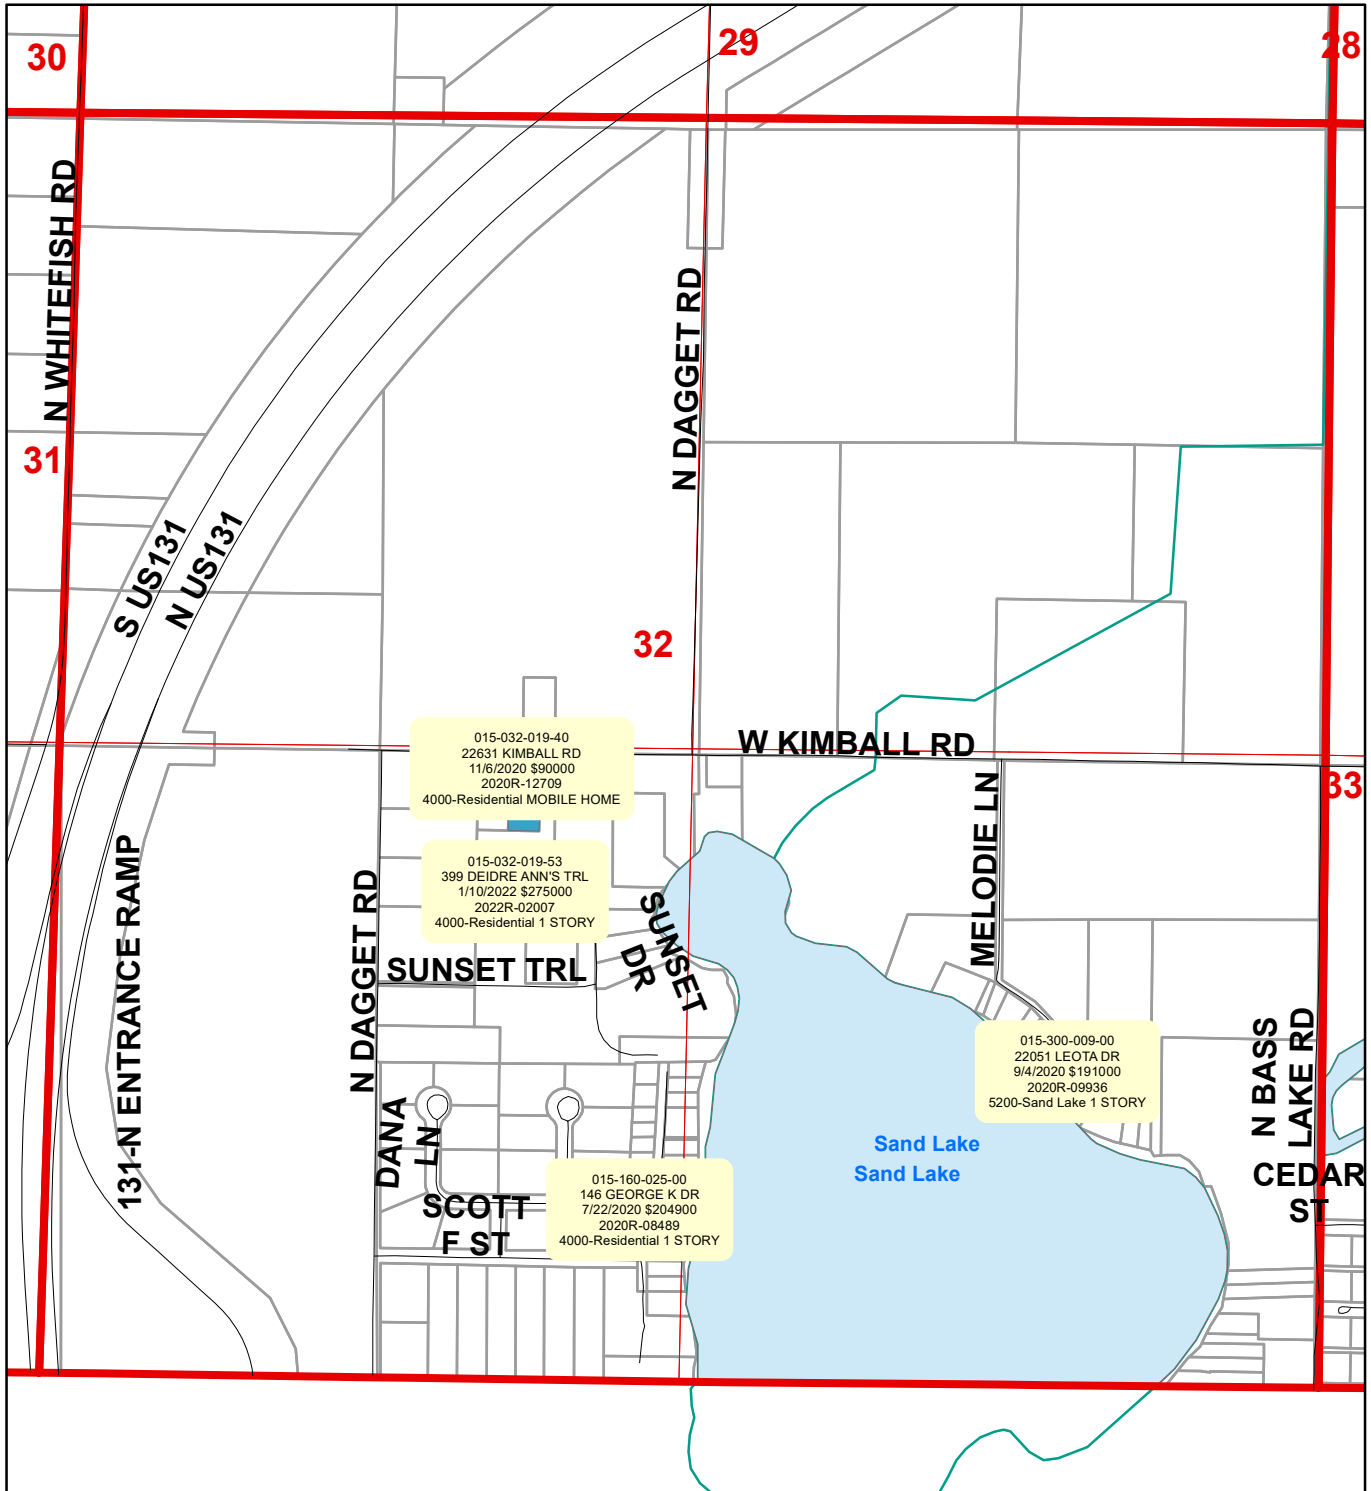 30
29
28
N WHITEFISH RD
N DAGGET RD
31
S US131
N US131
32
015-032-019-40
22631 KIMBALL RD
11/6/2020 $90000
2020R-12709
4000-Residential MOBILE HOME
W KIMBALL RD
33
MELODIE LN
015-032-019-53
399 DEIDRE ANN'S TRL
1/10/2022 $275000
2022R-02007
4000-Residential 1 STORY
131-N ENTRANCE RAMP
N DAGGET RD
SUNSET TRL
SUNSET
DR
015-300-009-00
22051 LEOTA DR
9/4/2020 $191000
2020R-09936
5200-Sand Lake 1 STORY
N BASS
LAKE RD
DANA
LN
Sand Lake
Sand Lake
CEDAR
ST
SCOTT
F ST
015-160-025-00
146 GEORGE K DR
7/22/2020 $204900
2020R-08489
4000-Residential 1 STORY